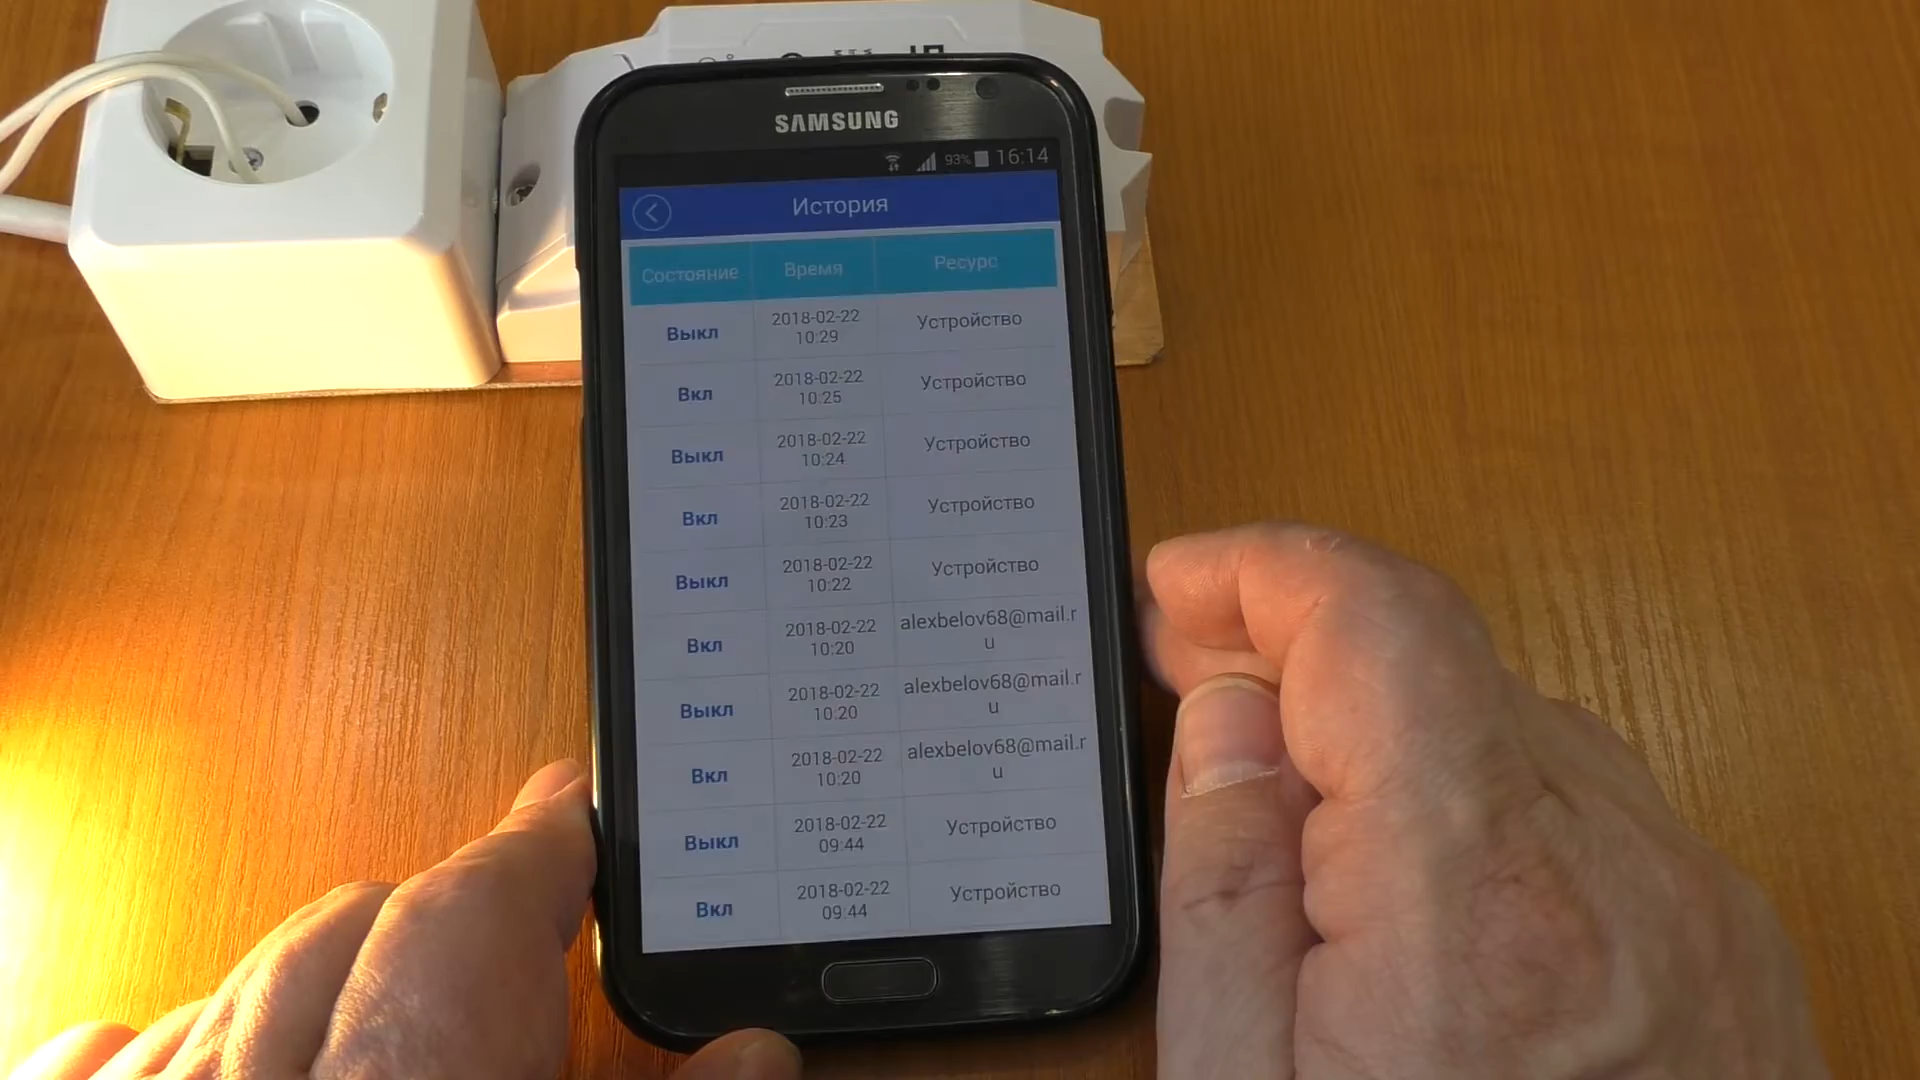 SAMSUNG
93% 16:14
История
Состояние Время Ресурс
Выкл 2018-02-22 10:29 Устройство
Вкл 2018-02-22 10:25 Устройство
Выкл 2018-02-22 10:24 Устройство
Вкл 2018-02-22 10:23 Устройство
Выкл 2018-02-22 10:22 Устройство
Вкл 2018-02-22 10:20 alexbelov68@mail.ru
Выкл 2018-02-22 10:20 alexbelov68@mail.ru
Вкл 2018-02-22 10:20 alexbelov68@mail.ru
Выкл 2018-02-22 09:44 Устройство
Вкл 2018-02-22 09:44 Устройство